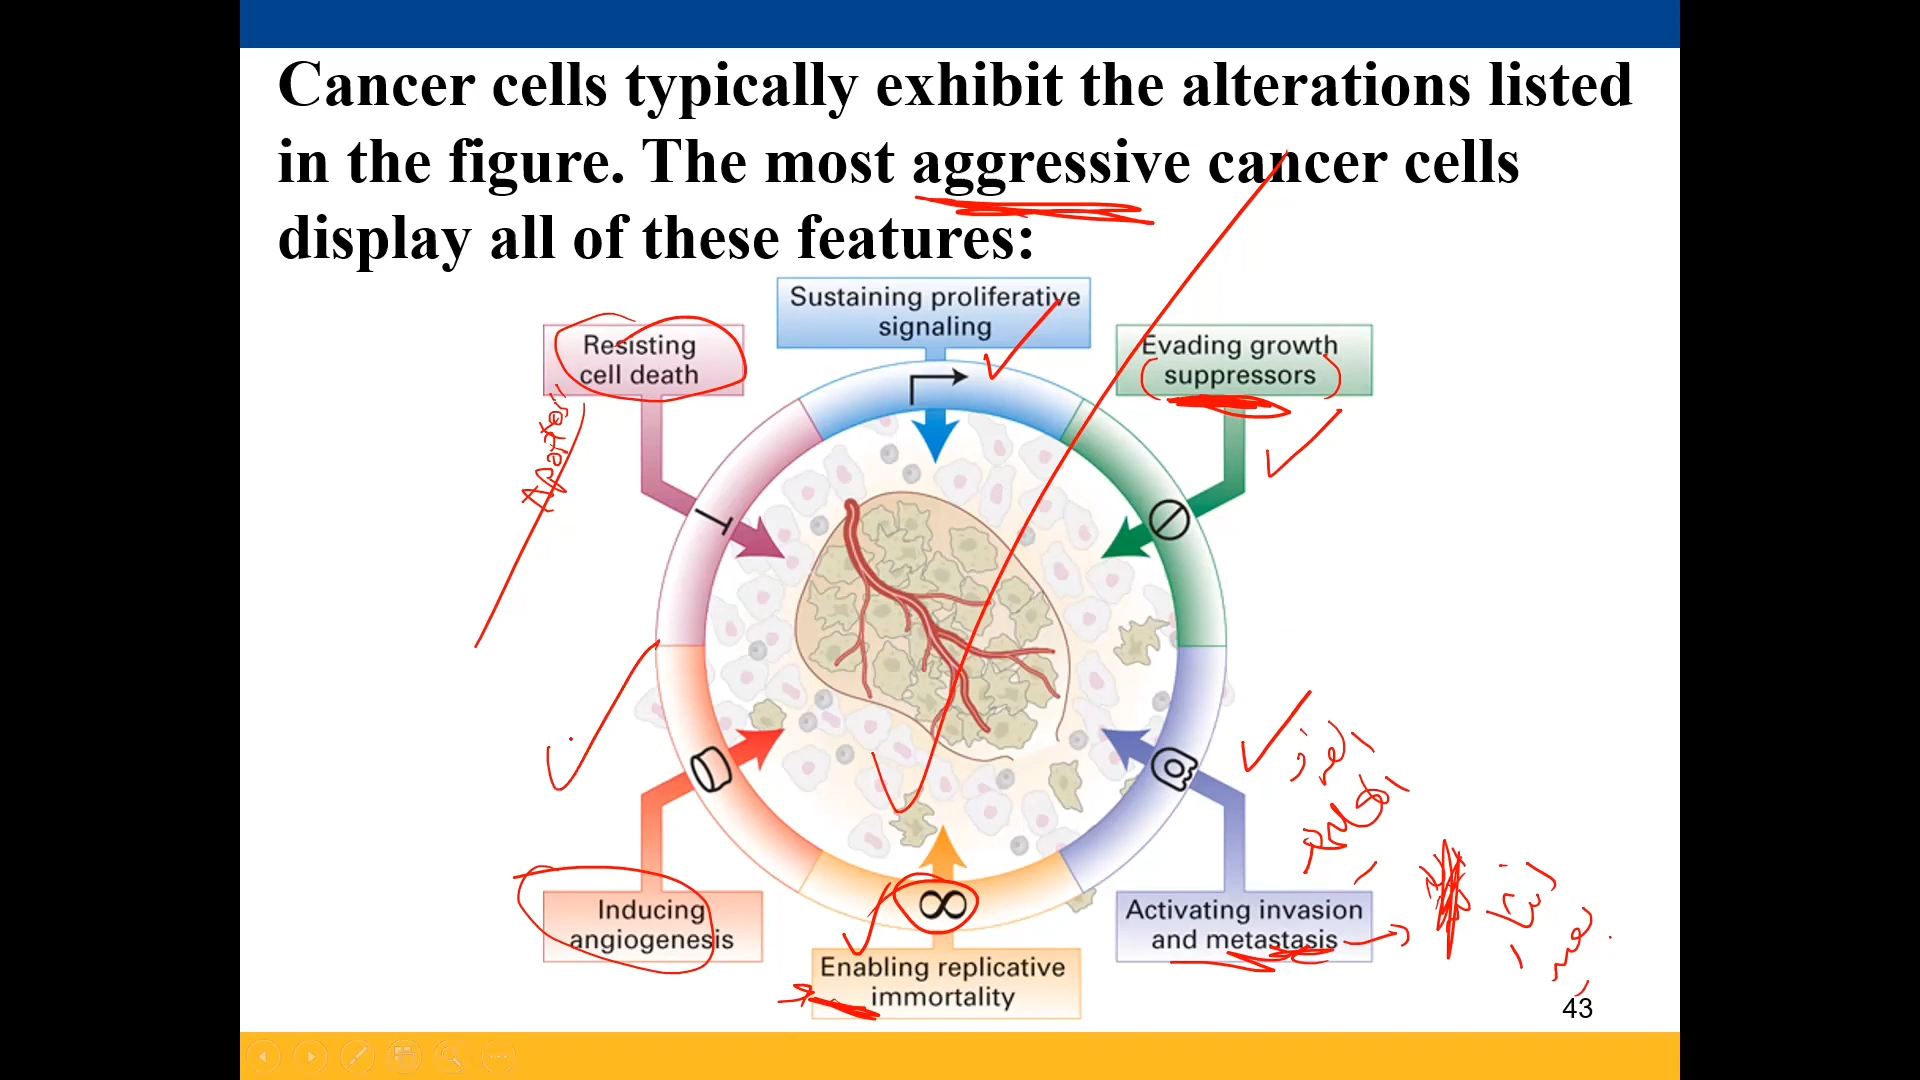 Cancer cells typically exhibit the alterations listed
in the figure. The most aggressive cancer cells
display all of these features:
Sustaining proliferative
signaling
Resisting
cell death
Evading growth
suppressors
Inducing
angiogenesis
Enabling replicative
immortality
Activating invasion
and metastasis
43